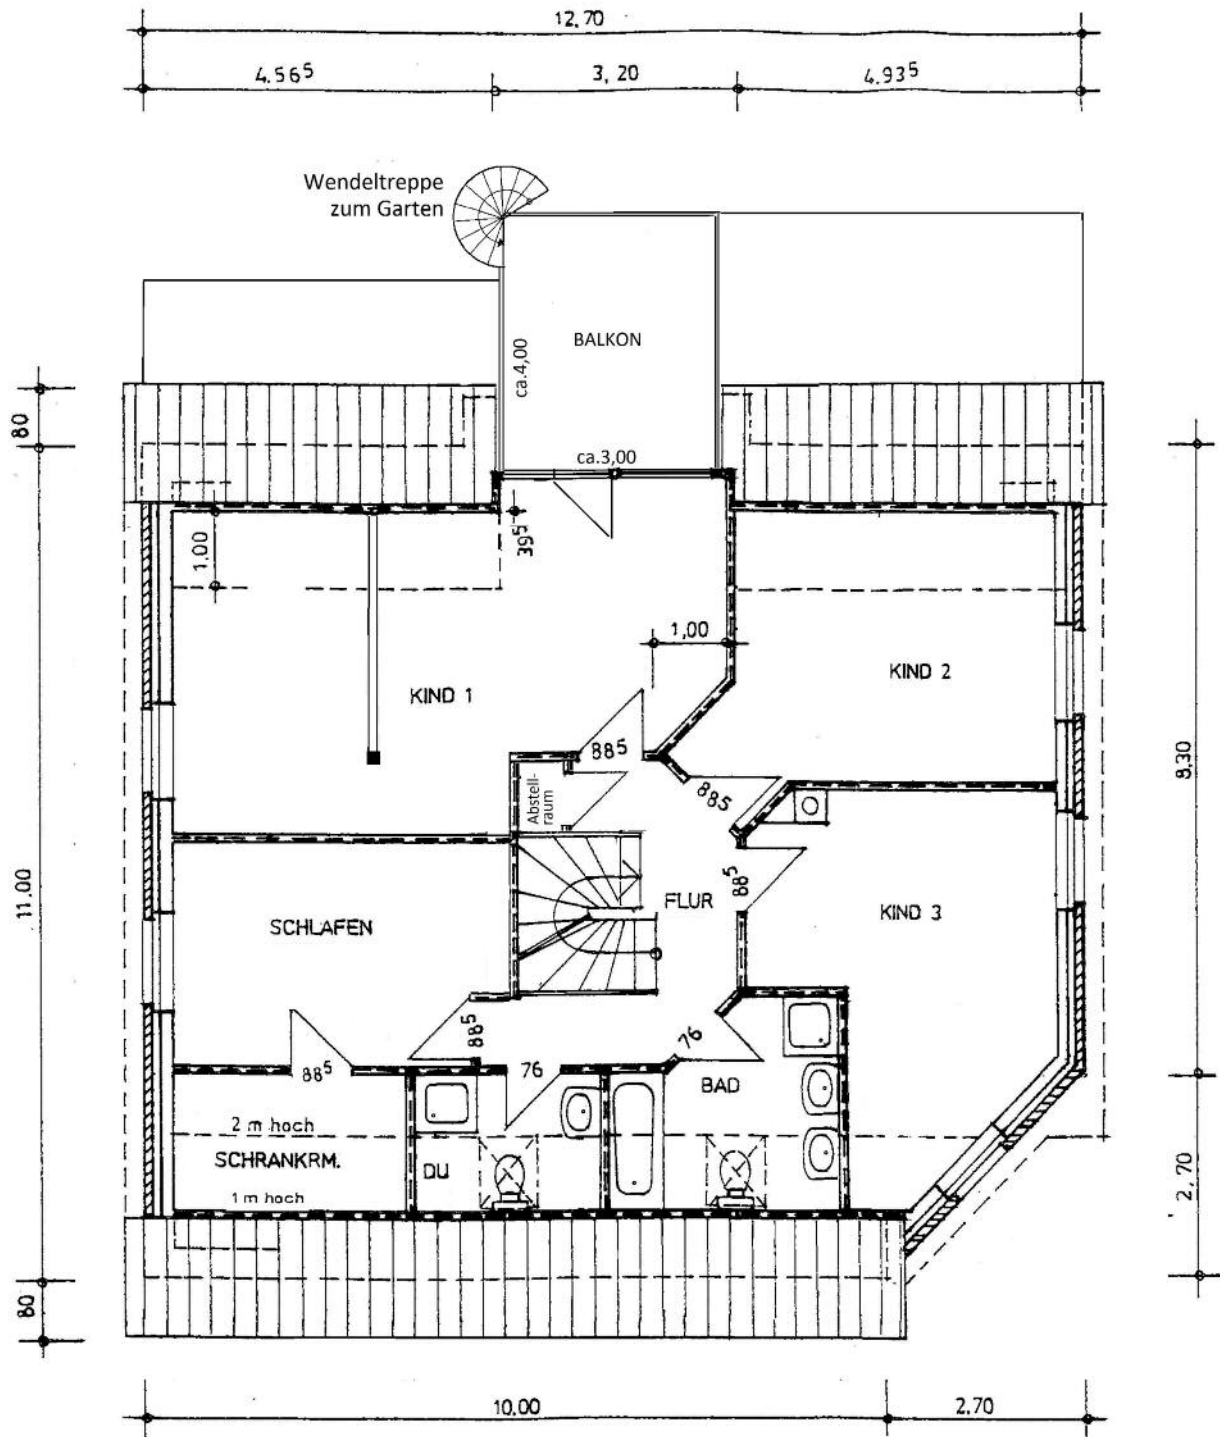 12,70
4.56⁵
3, 20
4.93⁵
Wendeltreppe
zum Garten
BALKON
ca.4,00
80
ca.3,00
1.00
39⁵
1,00
KIND 1
KIND 2
88⁵
8,30
Abstell-
raum
88⁵
11.00
88⁵
FLUR
KIND 3
SCHLAFEN
88⁵
76
88⁵
76
BAD
2 m hoch
SCHRANKRM.
DU
1 m hoch
2,70
80
10.00
2,70